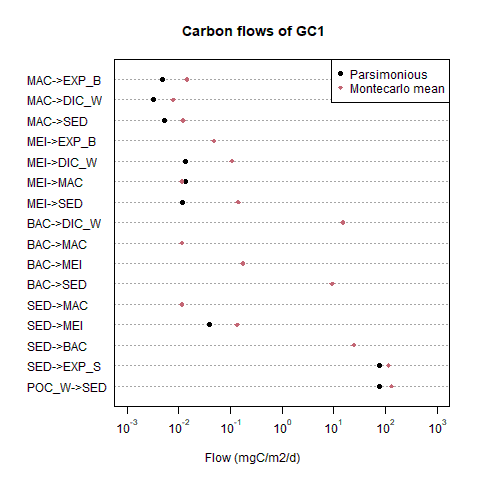 Carbon flows of GC1
Parsimonious
Montecarlo mean
MAC->EXP_B
MAC->DIC_W
MAC->SED
MEI->EXP_B
MEI->DIC_W
MEI->MAC
MEI->SED
BAC->DIC_W
BAC->MAC
BAC->MEI
BAC->SED
SED->MAC
SED->MEI
SED->BAC
SED->EXP_S
POC_W->SED
10^-3 10^-2 10^-1 10^0 10^1 10^2 10^3
Flow (mgC/m2/d)